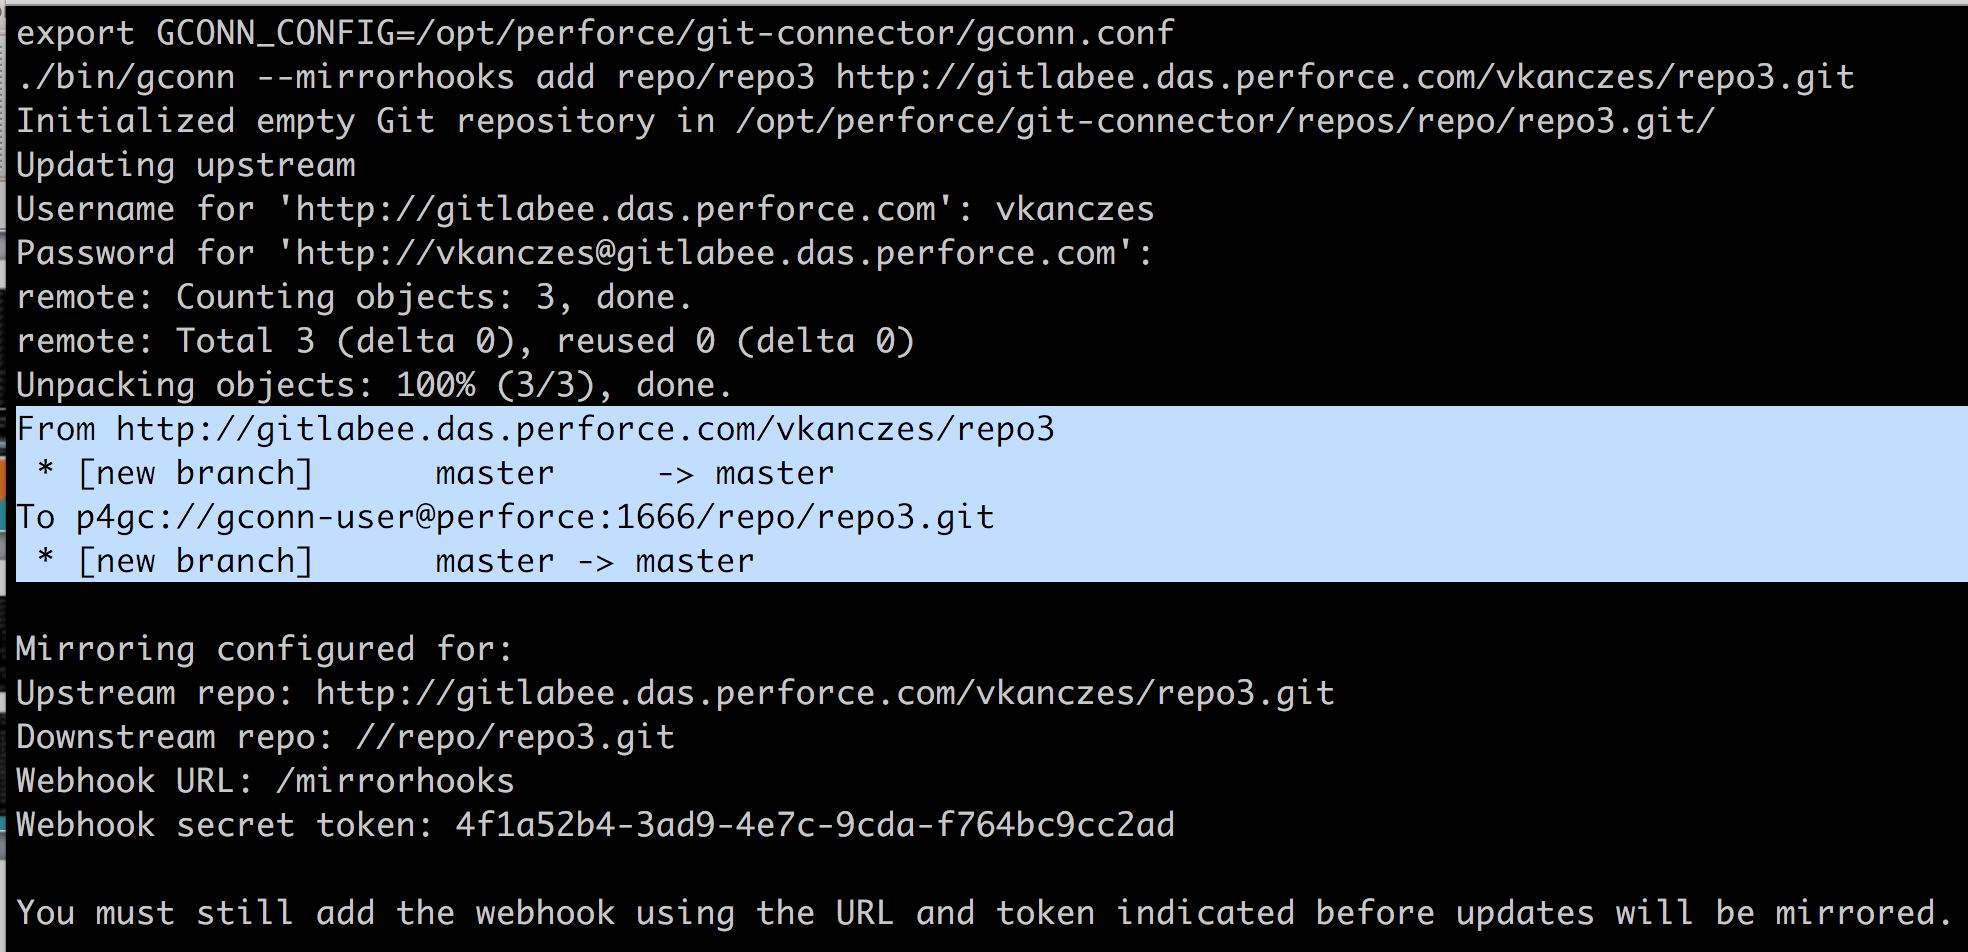 export GCONN_CONFIG=/opt/perforce/git-connector/gconn.conf
./bin/gconn --mirrorhooks add repo/repo3 http://gitlabee.das.perforce.com/vkanczes/repo3.git
Initialized empty Git repository in /opt/perforce/git-connector/repos/repo/repo3.git/
Updating upstream
Username for 'http://gitlabee.das.perforce.com': vkanczes
Password for 'http://vkanczes@gitlabee.das.perforce.com':
remote: Counting objects: 3, done.
remote: Total 3 (delta 0), reused 0 (delta 0)
Unpacking objects: 100% (3/3), done.
From http://gitlabee.das.perforce.com/vkanczes/repo3
 * [new branch]      master     -> master
To p4gc://gconn-user@perforce:1666/repo/repo3.git
 * [new branch]      master -> master
Mirroring configured for:
Upstream repo: http://gitlabee.das.perforce.com/vkanczes/repo3.git
Downstream repo: //repo/repo3.git
Webhook URL: /mirrorhooks
Webhook secret token: 4f1a52b4-3ad9-4e7c-9cda-f764bc9cc2ad
You must still add the webhook using the URL and token indicated before updates will be mirrored.